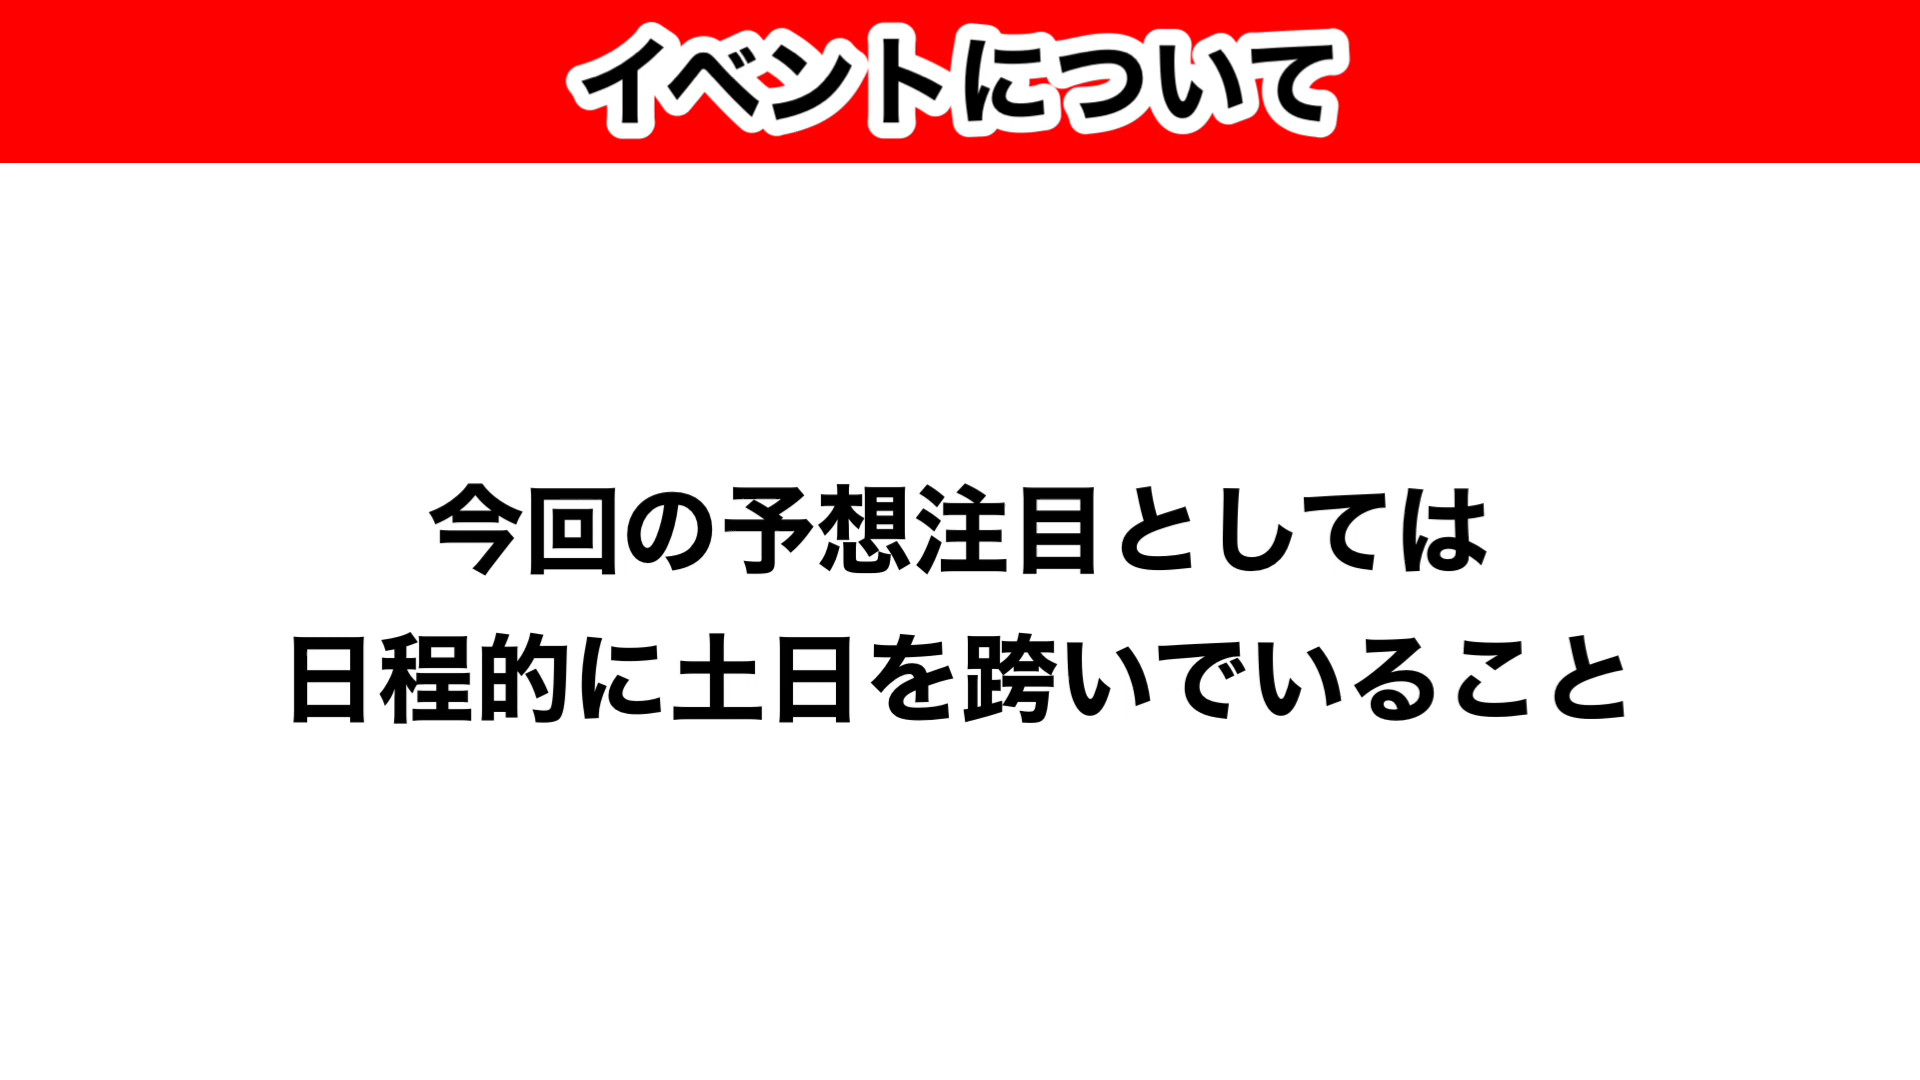 イベントについて
今回の予想注目としては
日程的に土日を跨いでいること